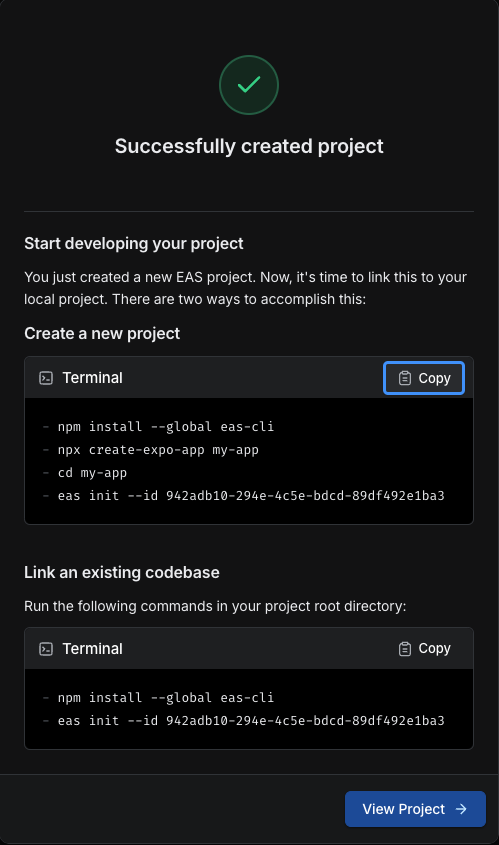 Successfully created project
Start developing your project
You just created a new EAS project. Now, it's time to link this to your
local project. There are two ways to accomplish this:
Create a new project
Terminal
Copy
- npm install --global eas-cli
- npx create-expo-app my-app
- cd my-app
- eas init --id 942adb10-294e-4c5e-bdcd-89df492e1ba3
Link an existing codebase
Run the following commands in your project root directory:
Terminal
Copy
- npm install --global eas-cli
- eas init --id 942adb10-294e-4c5e-bdcd-89df492e1ba3
View Project →